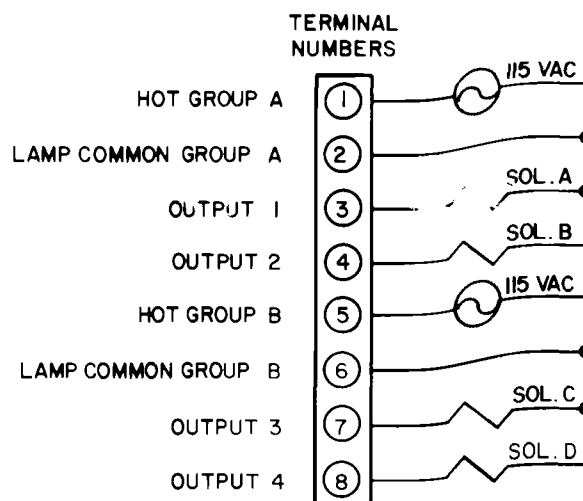 TERMINAL
NUMBERS
HOT GROUP A 1 115 VAC
LAMP COMMON GROUP A 2
OUTPUT 1 3 SOL. A
OUTPUT 2 4 SOL. B
HOT GROUP B 5 115 VAC
LAMP COMMON GROUP B 6
OUTPUT 3 7 SOL. C
OUTPUT 4 8 SOL. D